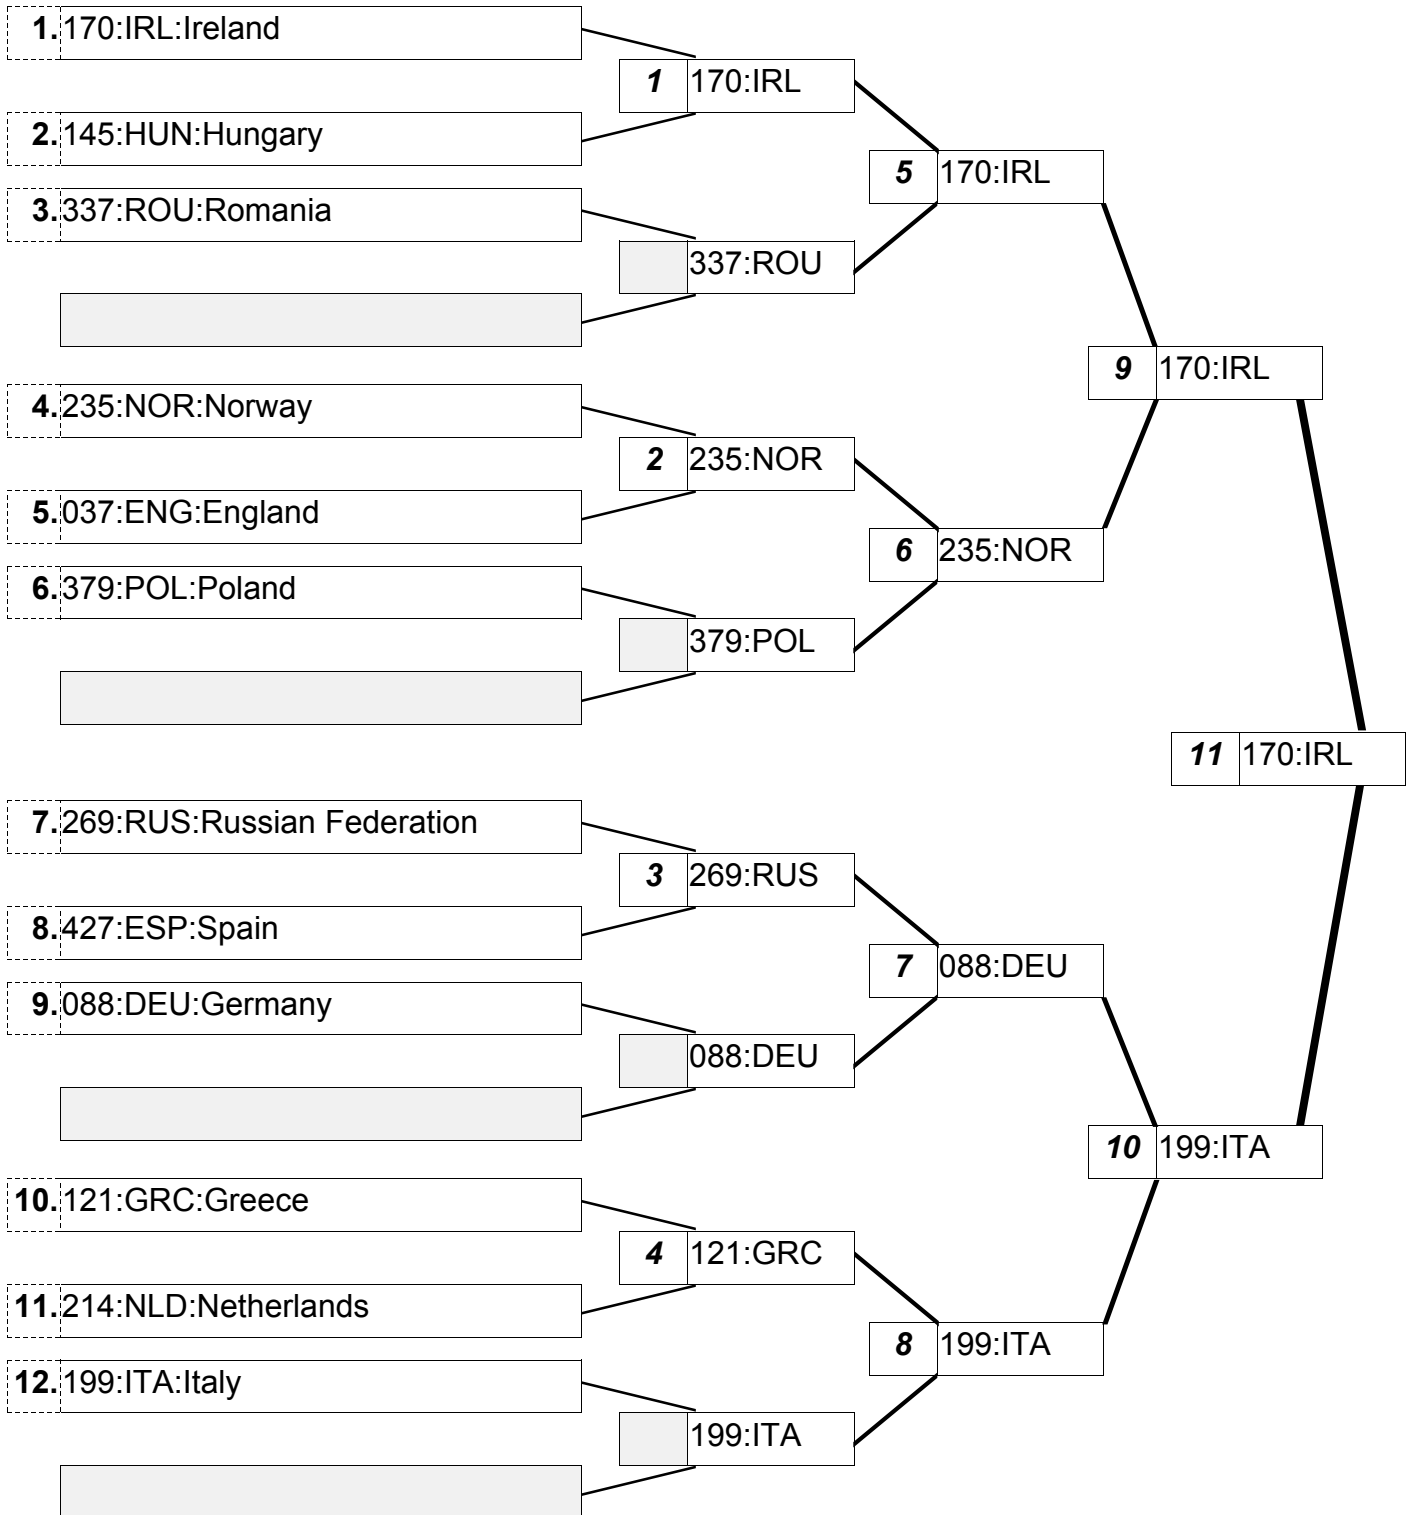 1. 170:IRL:Ireland
1 170:IRL
2. 145:HUN:Hungary
5 170:IRL
3. 337:ROU:Romania
337:ROU
9 170:IRL
4. 235:NOR:Norway
2 235:NOR
5. 037:ENG:England
6 235:NOR
6. 379:POL:Poland
379:POL
11 170:IRL
7. 269:RUS:Russian Federation
3 269:RUS
8. 427:ESP:Spain
7 088:DEU
9. 088:DEU:Germany
088:DEU
10 199:ITA
10. 121:GRC:Greece
4 121:GRC
11. 214:NLD:Netherlands
8 199:ITA
12. 199:ITA:Italy
199:ITA